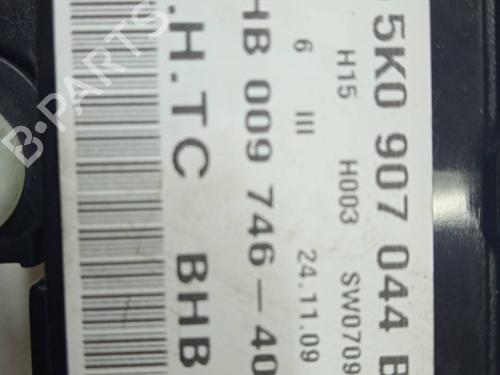 5K0 907 044 B
H15 H003 SW0709
6 III 24.11.09
HB 009 746-40
.H.TC BHB
B-PARTS